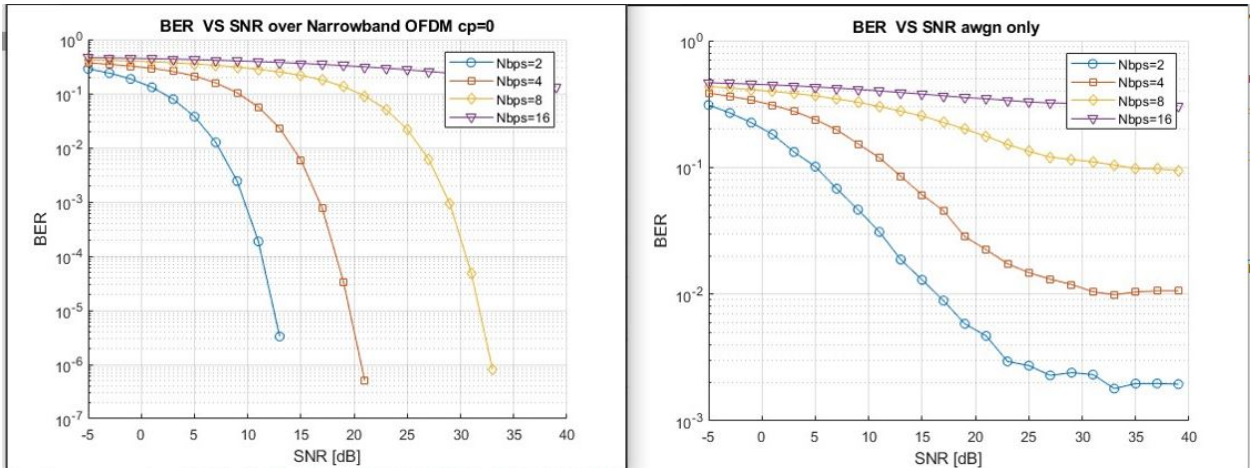 BER VS SNR over Narrowband OFDM cp=0
10^0
10^-1
10^-2
10^-3
10^-4
10^-5
10^-6
10^-7
BER
-5 0 5 10 15 20 25 30 35 40
SNR [dB]
Nbps=2
Nbps=4
Nbps=8
Nbps=16
BER VS SNR awgn only
10^0
10^-1
10^-2
10^-3
BER
-5 0 5 10 15 20 25 30 35 40
SNR [dB]
Nbps=2
Nbps=4
Nbps=8
Nbps=16